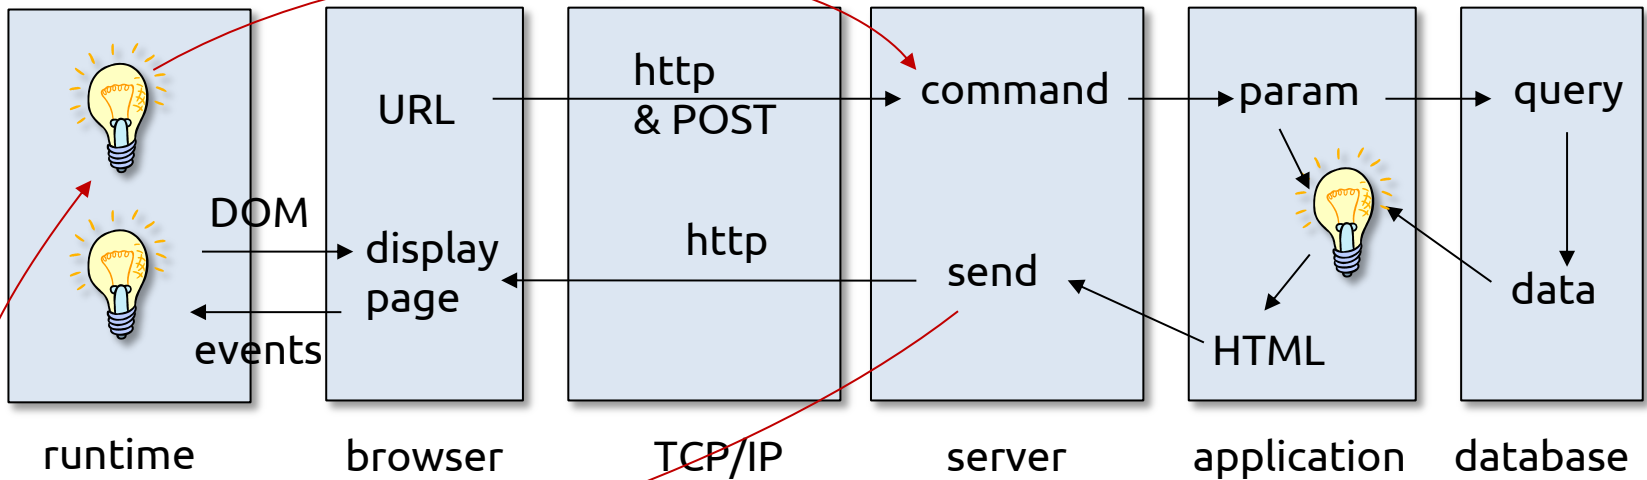 http
& POST
URL
command
param
query
DOM
display
page
http
send
data
events
HTML
runtime
browser
TCP/IP
server
application
database